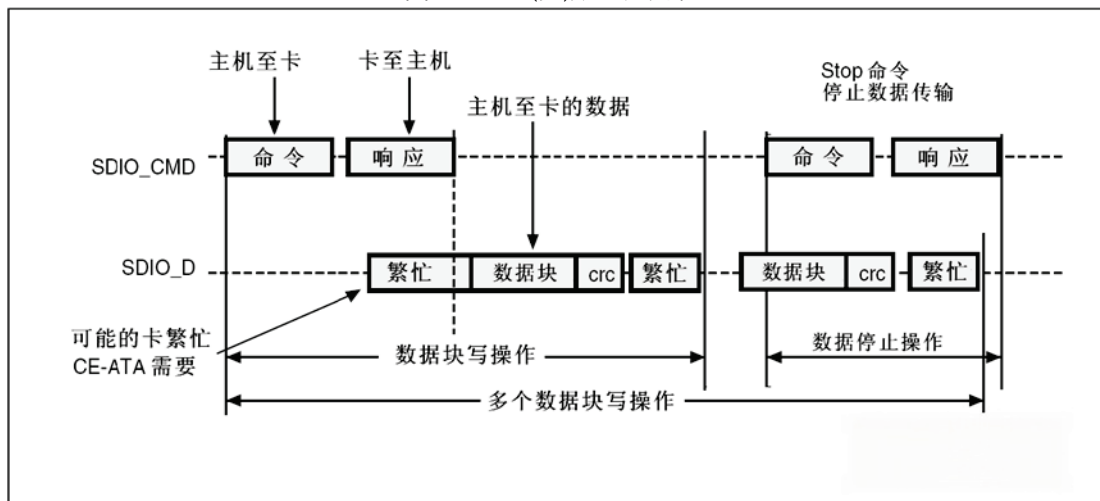 主机至卡
卡至主机
Stop 命令
停止数据传输
主机至卡的数据
SDIO_CMD
命令
响应
命令
响应
SDIO_D
繁忙
数据块
crc
繁忙
数据块
crc
繁忙
可能的卡繁忙
CE-ATA 需要
数据块写操作
数据停止操作
多个数据块写操作